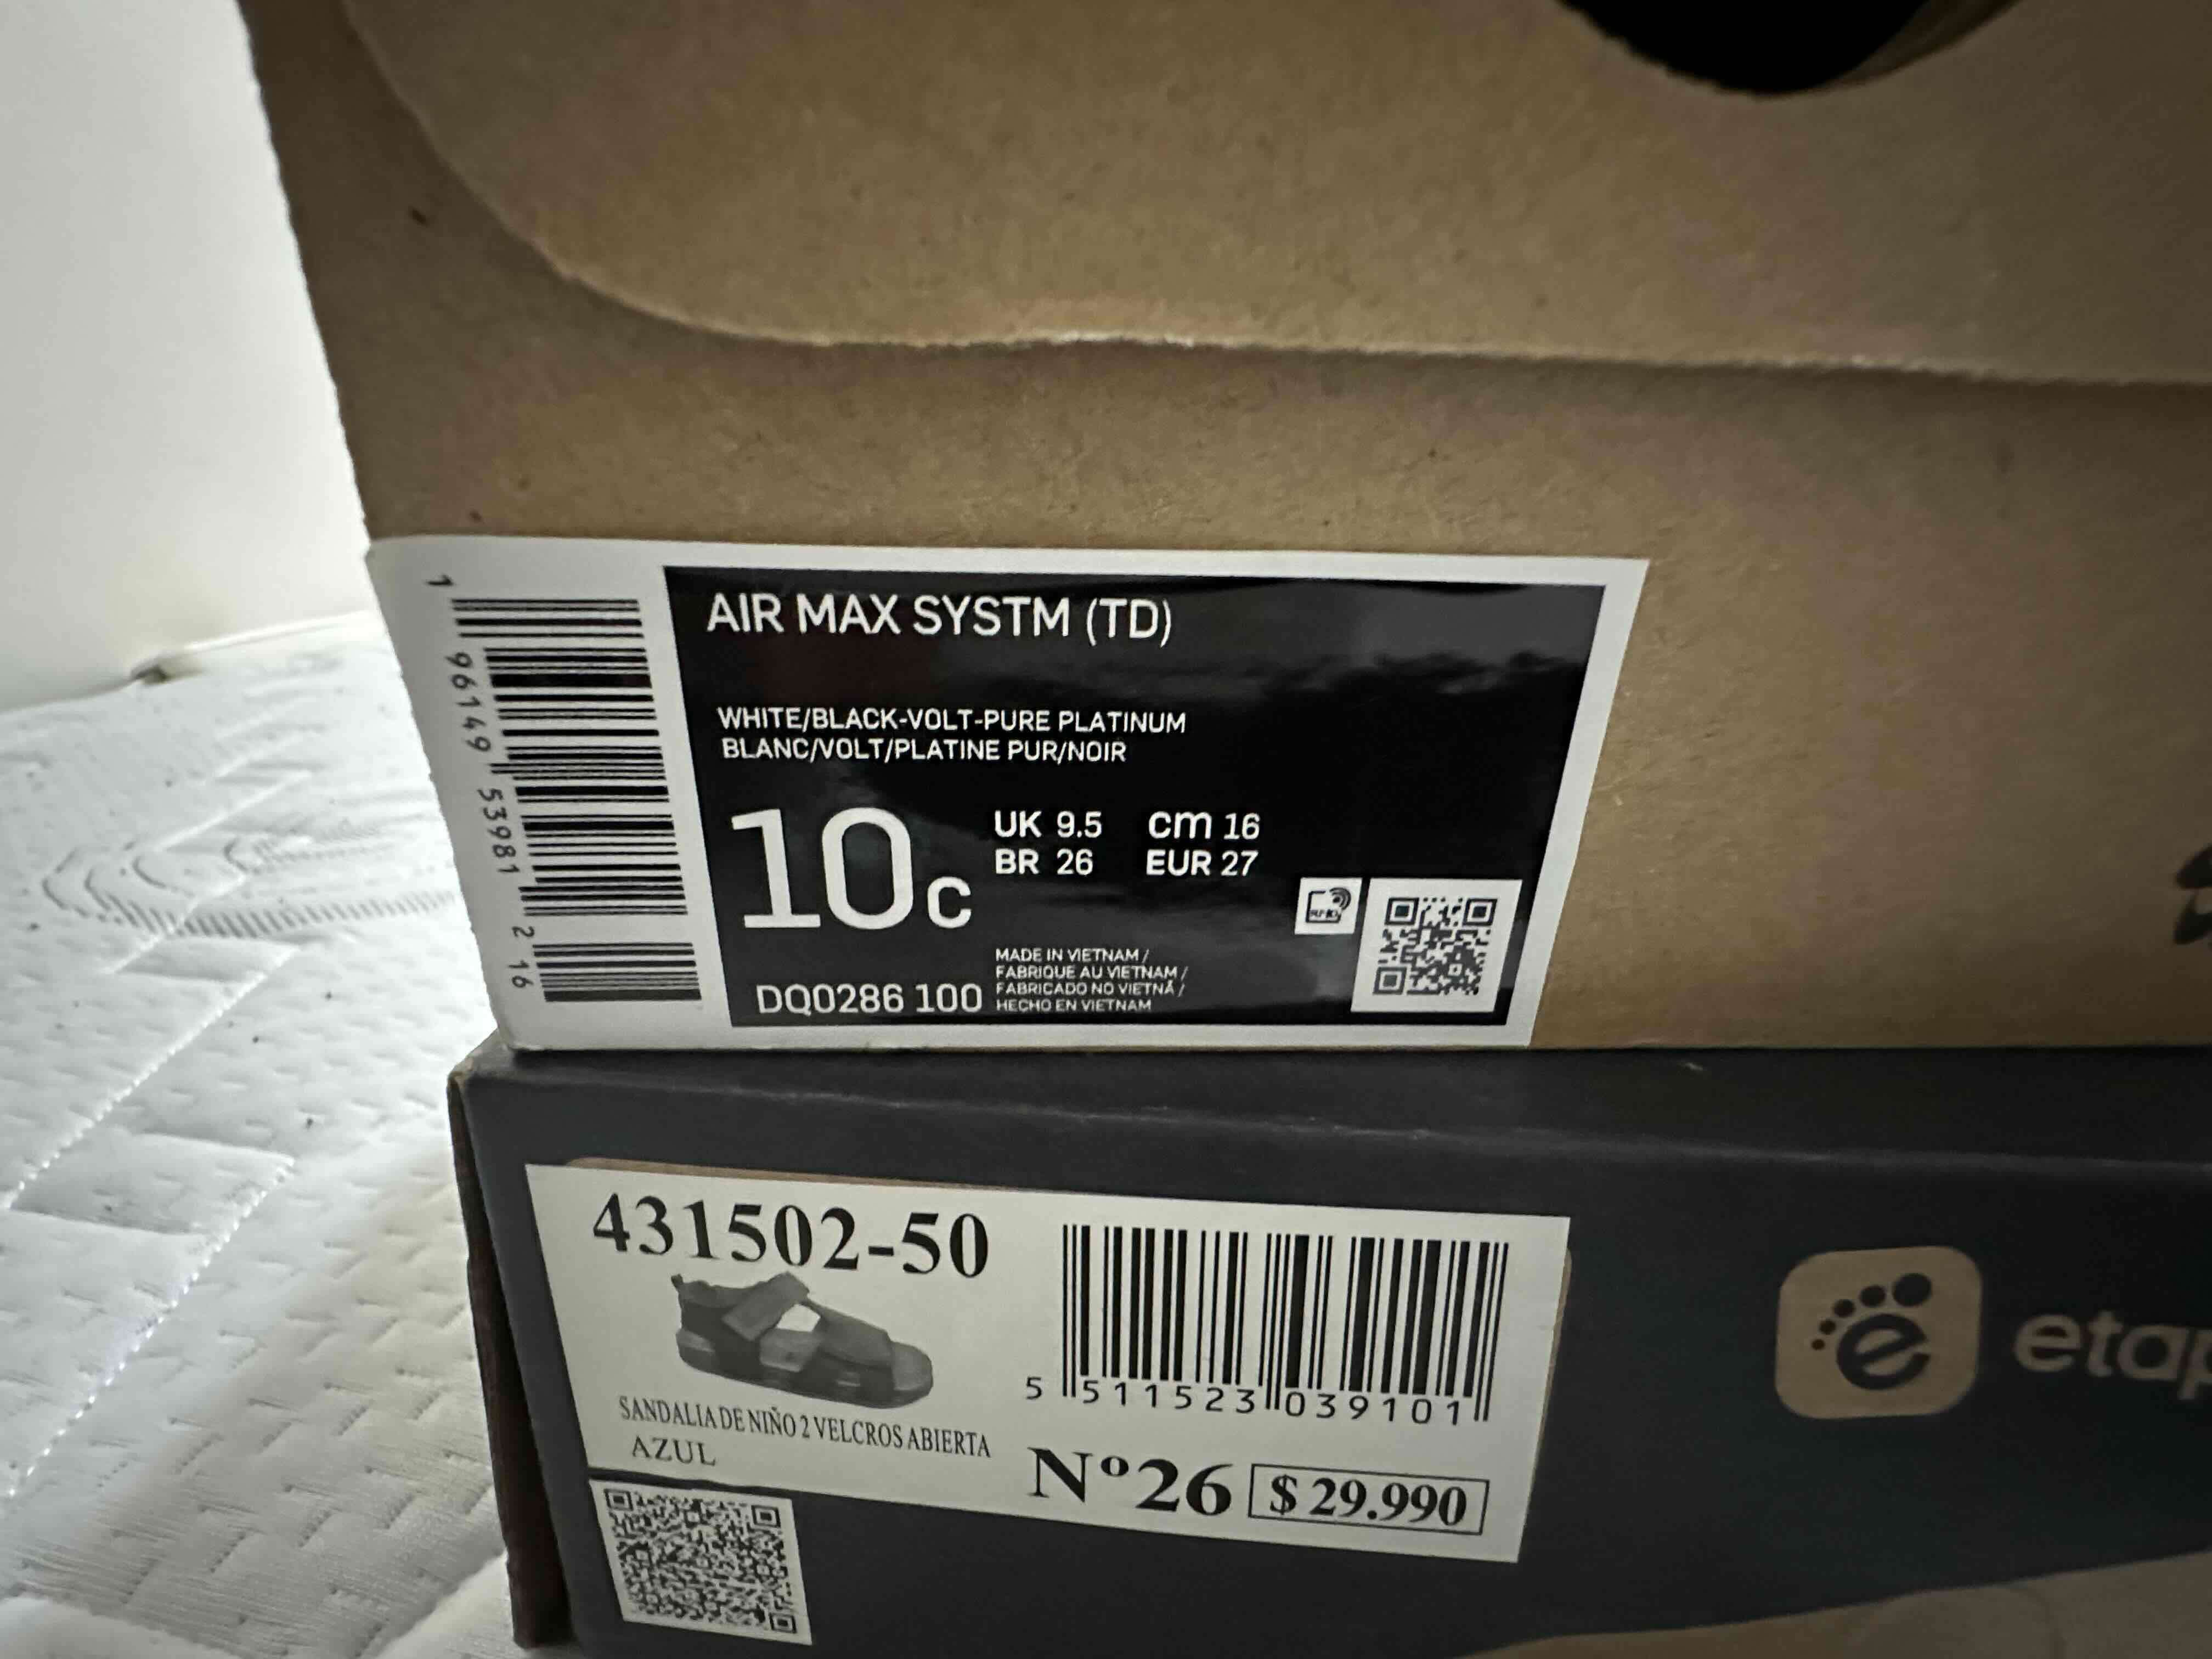 AIR MAX SYSTM (TD)
WHITE/BLACK-VOLT-PURE PLATINUM
BLANC/VOLT/PLATINE PUR/NOIR
10c
UK 9.5 cm 16
BR 26 EUR 27
DQ0286 100
MADE IN VIETNAM /
FABRIQUE AU VIETNAM /
FABRICADO NO VIETNÃ /
HECHO EN VIETNAM
1 96149 53981 2 16
431502-50
SANDALIA DE NIÑO 2 VELCROS ABIERTA
AZUL
5 511523 039101
Nº26 $ 29.990
e